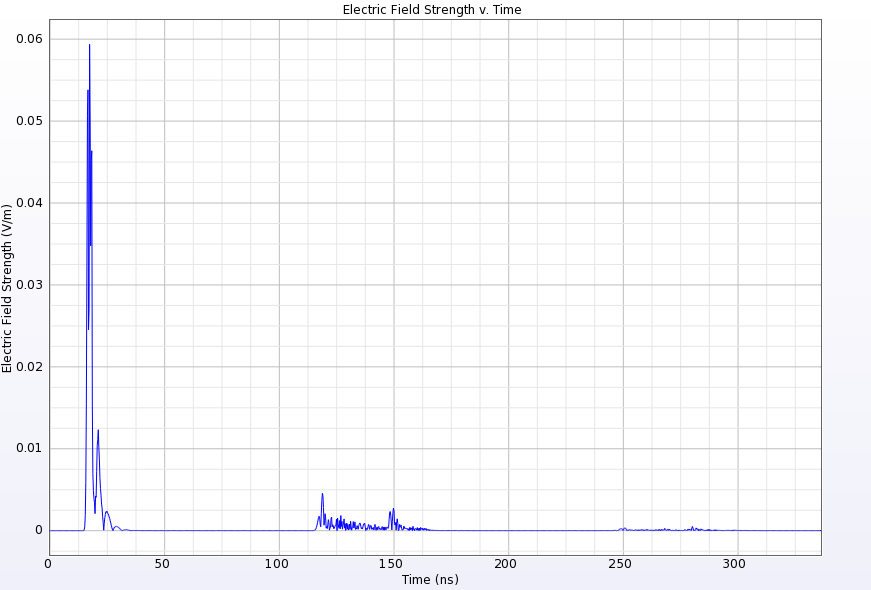 Electric Field Strength v. Time
0.06
0.05
0.04
0.03
0.02
0.01
0
Electric Field Strength (V/m)
0 50 100 150 200 250 300
Time (ns)